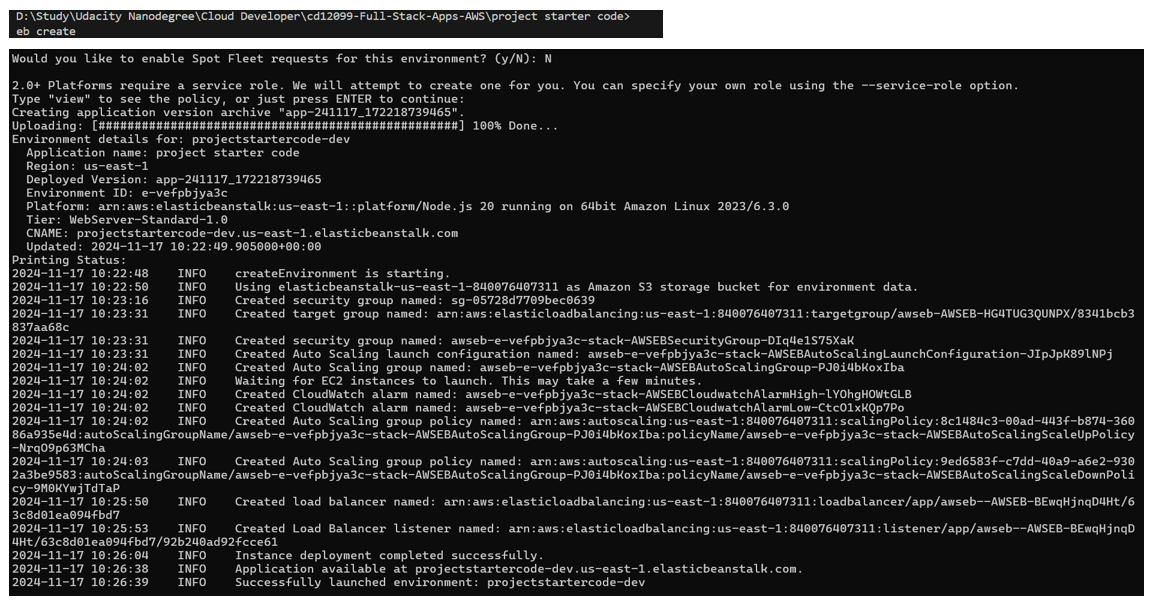 D:\Study\Udacity Nanodegree\Cloud Developer\cd12099-Full-Stack-Apps-AWS\project starter code>
eb create
Would you like to enable Spot Fleet requests for this environment? (y/N): N
2.0+ Platforms require a service role. We will attempt to create one for you. You can specify your own role using the --service-role option.
Type "view" to see the policy, or just press ENTER to continue:
Creating application version archive "app-241117_172218739465".
Uploading: [##################################################] 100% Done...
Environment details for: projectstartercode-dev
  Application name: project starter code
  Region: us-east-1
  Deployed Version: app-241117_172218739465
  Environment ID: e-vefpbjya3c
  Platform: arn:aws:elasticbeanstalk:us-east-1::platform/Node.js 20 running on 64bit Amazon Linux 2023/6.3.0
  Tier: WebServer-Standard-1.0
  CNAME: projectstartercode-dev.us-east-1.elasticbeanstalk.com
  Updated: 2024-11-17 10:22:49.905000+00:00
Printing Status:
2024-11-17 10:22:48    INFO    createEnvironment is starting.
2024-11-17 10:22:50    INFO    Using elasticbeanstalk-us-east-1-840076407311 as Amazon S3 storage bucket for environment data.
2024-11-17 10:23:16    INFO    Created security group named: sg-05728d7709bec0639
2024-11-17 10:23:31    INFO    Created target group named: arn:aws:elasticloadbalancing:us-east-1:840076407311:targetgroup/awseb-AWSEB-HG4TUG3QUNPX/8341bcb3
837aa68c
2024-11-17 10:23:31    INFO    Created security group named: awseb-e-vefpbjya3c-stack-AWSEBSecurityGroup-DIq4e1S75XaK
2024-11-17 10:23:31    INFO    Created Auto Scaling launch configuration named: awseb-e-vefpbjya3c-stack-AWSEBAutoScalingLaunchConfiguration-JIpJpK89lNPj
2024-11-17 10:24:02    INFO    Created Auto Scaling group named: awseb-e-vefpbjya3c-stack-AWSEBAutoScalingGroup-PJ0i4bKoxIba
2024-11-17 10:24:02    INFO    Waiting for EC2 instances to launch. This may take a few minutes.
2024-11-17 10:24:02    INFO    Created CloudWatch alarm named: awseb-e-vefpbjya3c-stack-AWSEBCloudwatchAlarmHigh-lYOhgHOWtGLB
2024-11-17 10:24:02    INFO    Created CloudWatch alarm named: awseb-e-vefpbjya3c-stack-AWSEBCloudwatchAlarmLow-CtcO1xKQp7Po
2024-11-17 10:24:02    INFO    Created Auto Scaling group policy named: arn:aws:autoscaling:us-east-1:840076407311:scalingPolicy:8c1484c3-00ad-443f-b874-360
86a935e4d:autoScalingGroupName/awseb-e-vefpbjya3c-stack-AWSEBAutoScalingGroup-PJ0i4bKoxIba:policyName/awseb-e-vefpbjya3c-stack-AWSEBAutoScalingScaleUpPolicy
-NrqO9p63MCha
2024-11-17 10:24:03    INFO    Created Auto Scaling group policy named: arn:aws:autoscaling:us-east-1:840076407311:scalingPolicy:9ed6583f-c7dd-40a9-a6e2-930
2a3be9583:autoScalingGroupName/awseb-e-vefpbjya3c-stack-AWSEBAutoScalingGroup-PJ0i4bKoxIba:policyName/awseb-e-vefpbjya3c-stack-AWSEBAutoScalingScaleDownPoli
cy-9M0KYwjTdTaP
2024-11-17 10:25:50    INFO    Created load balancer named: arn:aws:elasticloadbalancing:us-east-1:840076407311:loadbalancer/app/awseb--AWSEB-BEwqHjnqD4Ht/6
3c8d01ea094fbd7
2024-11-17 10:25:53    INFO    Created Load Balancer listener named: arn:aws:elasticloadbalancing:us-east-1:840076407311:listener/app/awseb--AWSEB-BEwqHjnqD
4Ht/63c8d01ea094fbd7/92b240ad92fcce61
2024-11-17 10:26:04    INFO    Instance deployment completed successfully.
2024-11-17 10:26:38    INFO    Application available at projectstartercode-dev.us-east-1.elasticbeanstalk.com.
2024-11-17 10:26:39    INFO    Successfully launched environment: projectstartercode-dev